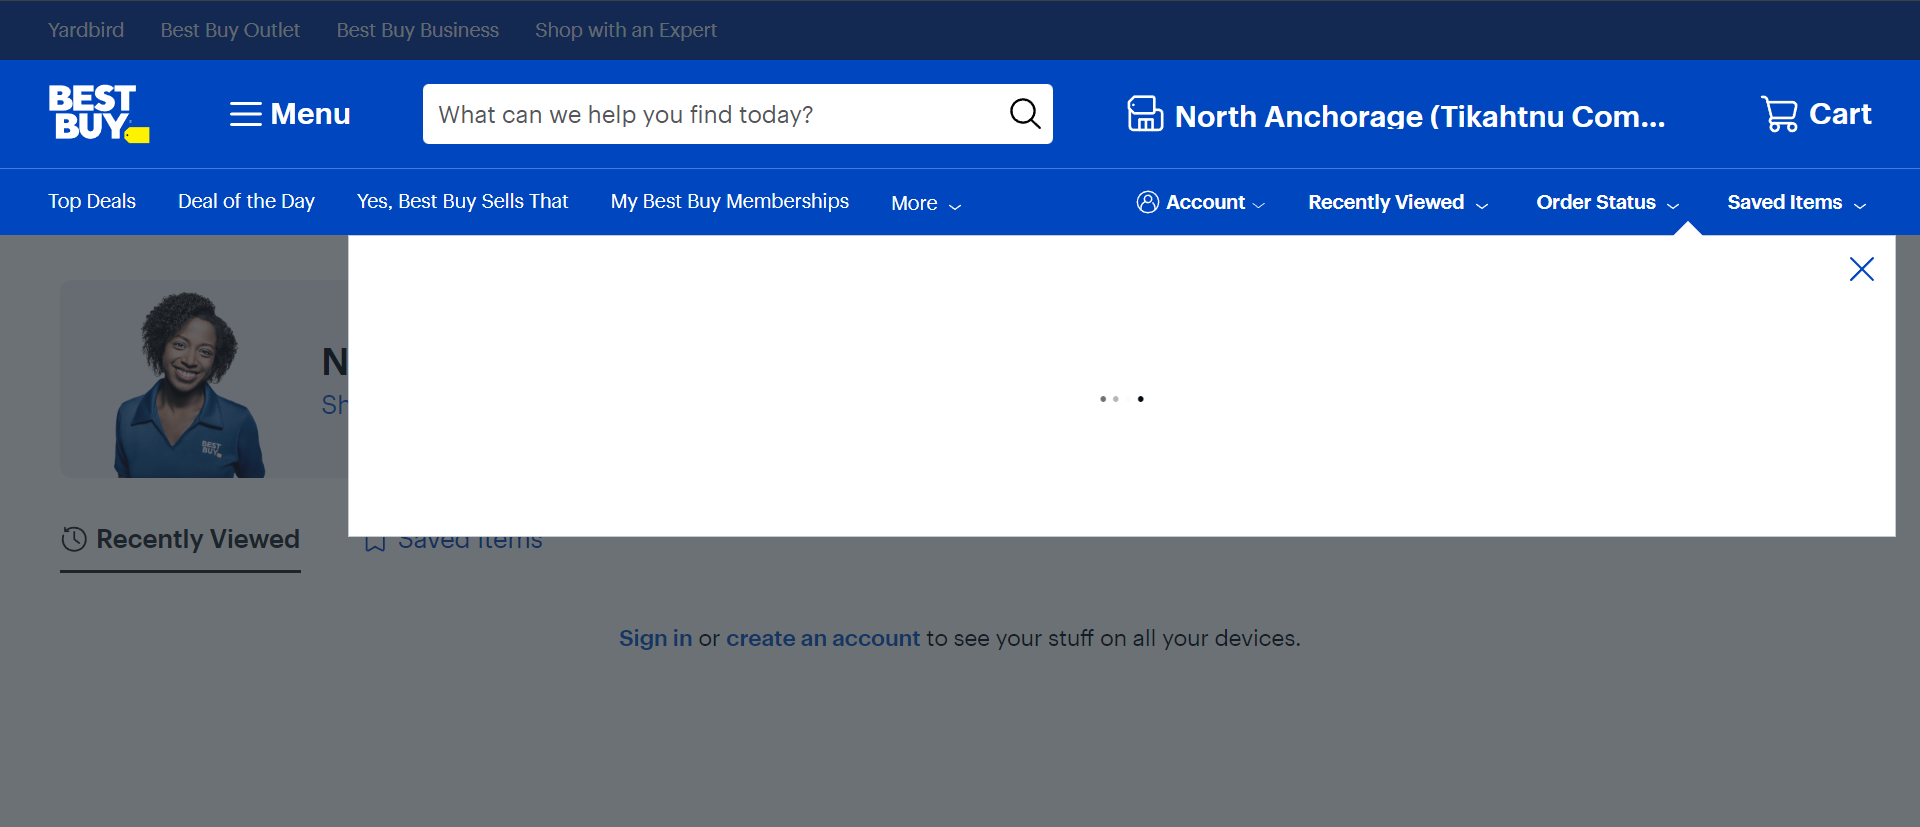 Yardbird Best Buy Outlet Best Buy Business Shop with an Expert
BEST BUY
Menu
What can we help you find today?
North Anchorage (Tikahtnu Com...
Cart
Top Deals Deal of the Day Yes, Best Buy Sells That My Best Buy Memberships More Account Recently Viewed Order Status Saved Items
BEST
BUY
N
Sh
Recently Viewed Saved Items
Sign in or create an account to see your stuff on all your devices.